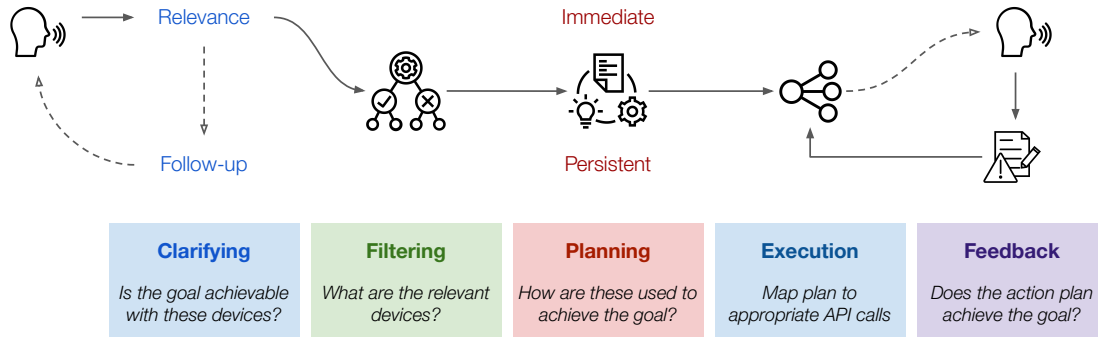 Relevance
Immediate
Follow-up
Persistent
Clarifying
Is the goal achievable
with these devices?
Filtering
What are the relevant
devices?
Planning
How are these used to
achieve the goal?
Execution
Map plan to
appropriate API calls
Feedback
Does the action plan
achieve the goal?